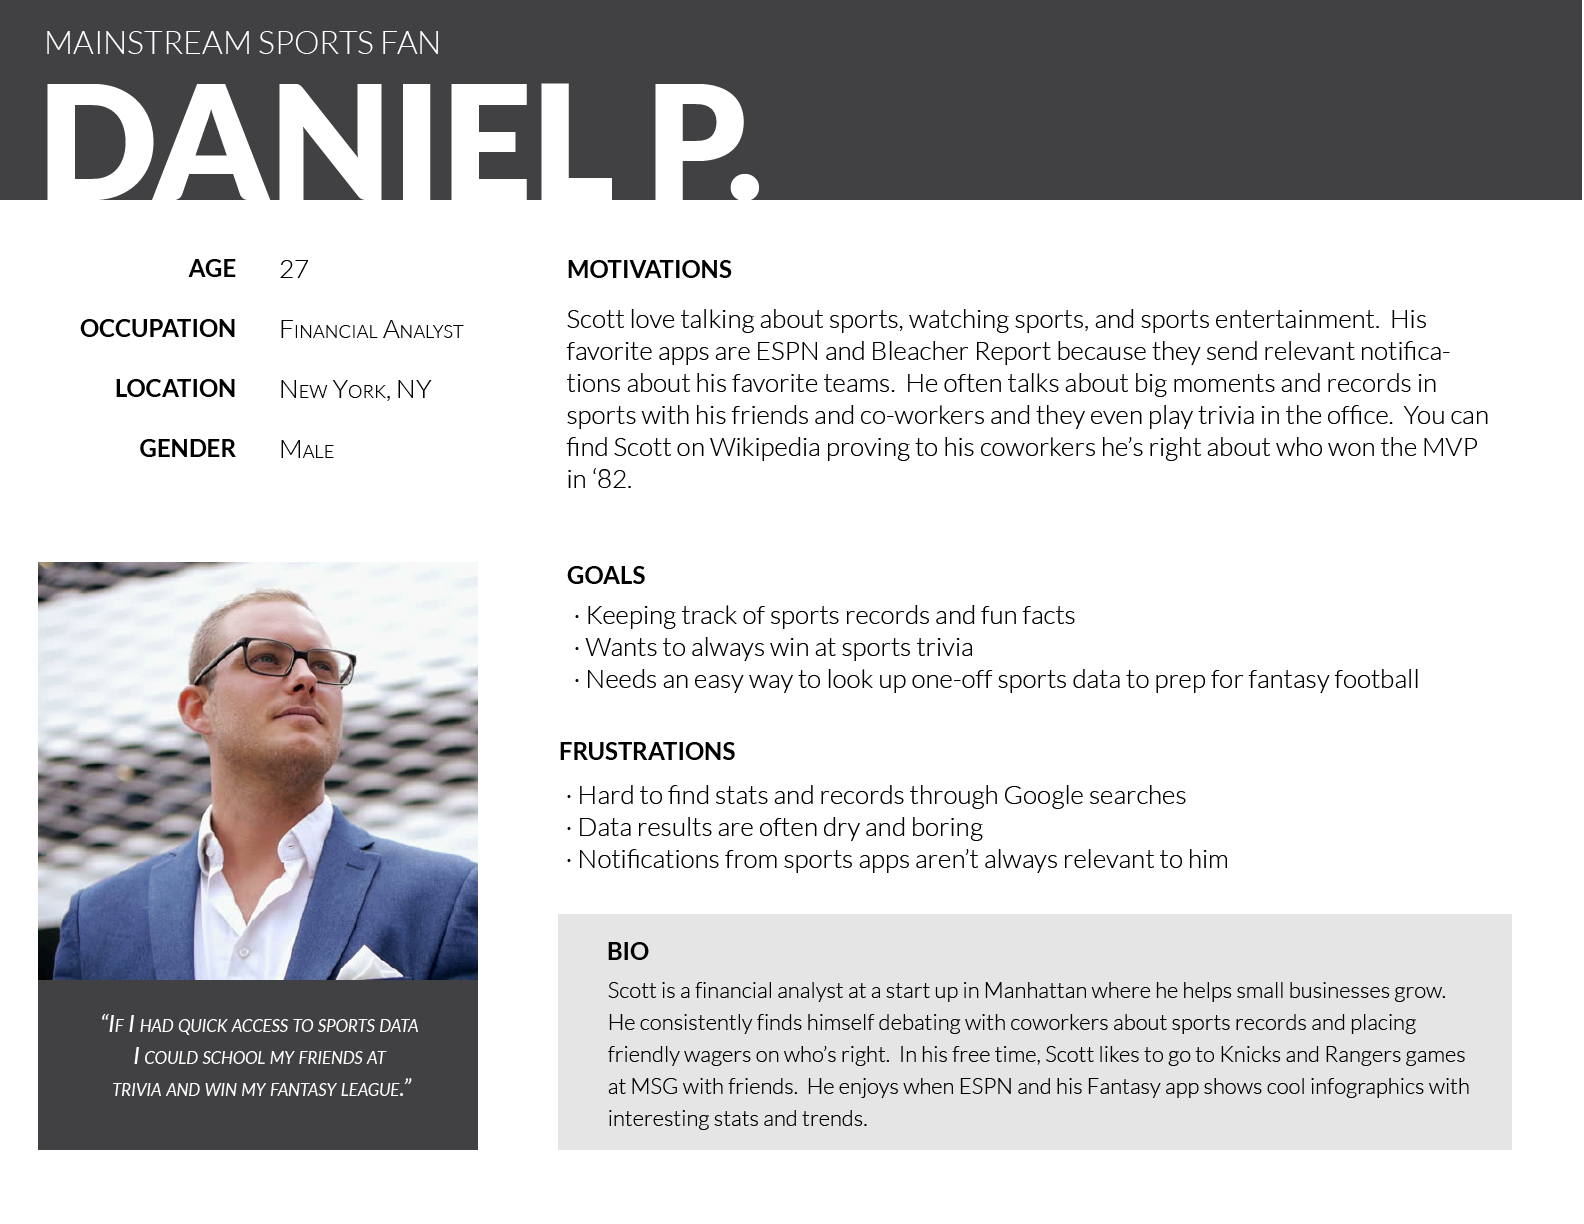 MAINSTREAM SPORTS FAN
DANIEL P.
AGE 27
OCCUPATION Financial Analyst
LOCATION New York, NY
GENDER Male
MOTIVATIONS
Scott love talking about sports, watching sports, and sports entertainment.  His
favorite apps are ESPN and Bleacher Report because they send relevant notifica-
tions about his favorite teams.  He often talks about big moments and records in
sports with his friends and co-workers and they even play trivia in the office.  You can
find Scott on Wikipedia proving to his coworkers he’s right about who won the MVP
in ‘82.
GOALS
· Keeping track of sports records and fun facts
· Wants to always win at sports trivia
· Needs an easy way to look up one-off sports data to prep for fantasy football
FRUSTRATIONS
· Hard to find stats and records through Google searches
· Data results are often dry and boring
· Notifications from sports apps aren’t always relevant to him
“If I had quick access to sports data
I could school my friends at
trivia and win my fantasy league.”
BIO
Scott is a financial analyst at a start up in Manhattan where he helps small businesses grow.
He consistently finds himself debating with coworkers about sports records and placing
friendly wagers on who’s right.  In his free time, Scott likes to go to Knicks and Rangers games
at MSG with friends.  He enjoys when ESPN and his Fantasy app shows cool infographics with
interesting stats and trends.